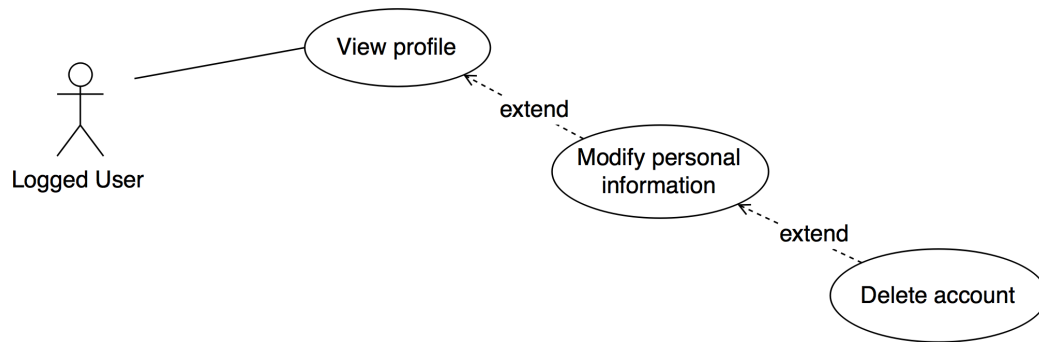 View profile
extend
Modify personal
information
Logged User
extend
Delete account